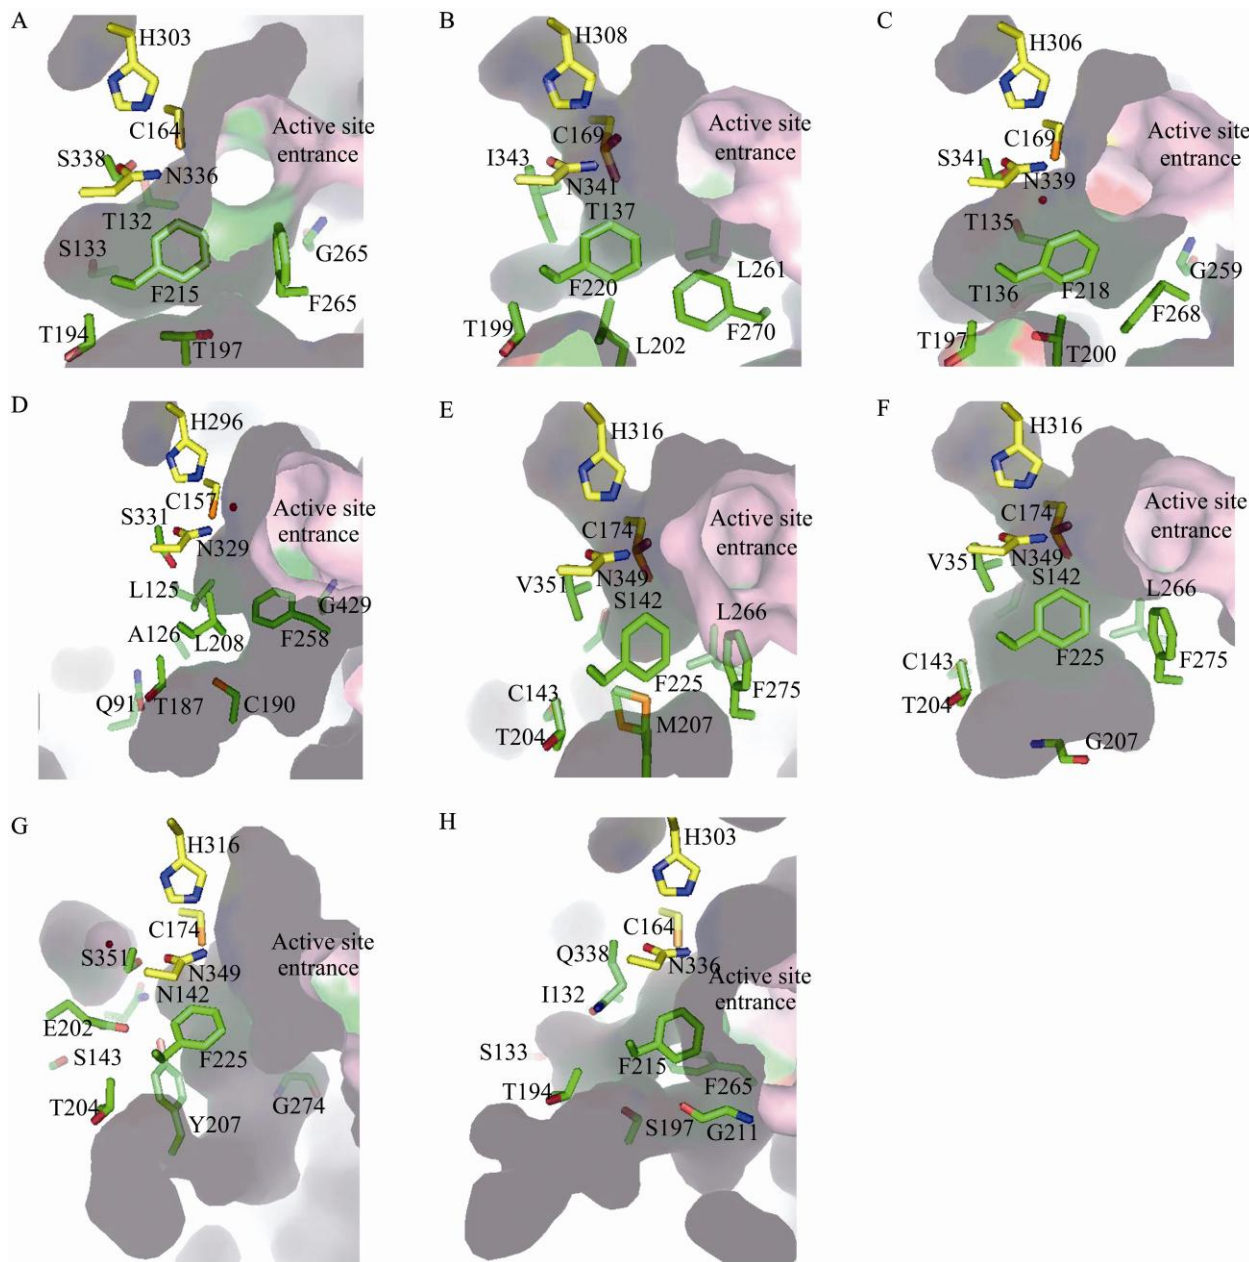 A
H303
C164
Active site
entrance
S338
N336
T132
S133
G265
F215
F265
T194
T197
B
H308
C169
Active site
entrance
I343
N341
T137
L261
F220
T199
L202
F270
C
H306
C169
Active site
entrance
S341
N339
T135
G259
T136
F218
F268
T197
T200
D
H296
C157
Active site
entrance
S331
N329
L125
G429
A126
L208
F258
Q91
T187
C190
E
H316
C174
Active site
entrance
V351
N349
S142
L266
F225
F275
C143
M207
T204
F
H316
C174
Active site
entrance
V351
N349
S142
L266
F225
F275
C143
T204
G207
G
H316
C174
Active site
entrance
S351
N349
N142
E202
S143
F225
T204
G274
Y207
H
H303
C164
Q338
N336
Active site
entrance
I132
S133
F215
F265
T194
S197
G211